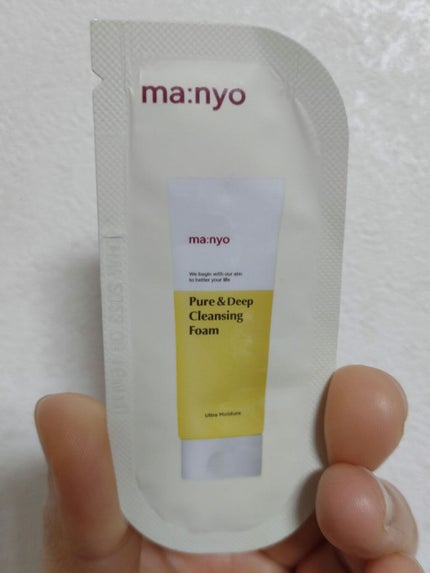 ma:nyo
ma:nyo
We begin with our skin
to better your life
Pure & Deep
Cleansing
Foam
Ultra Moisture